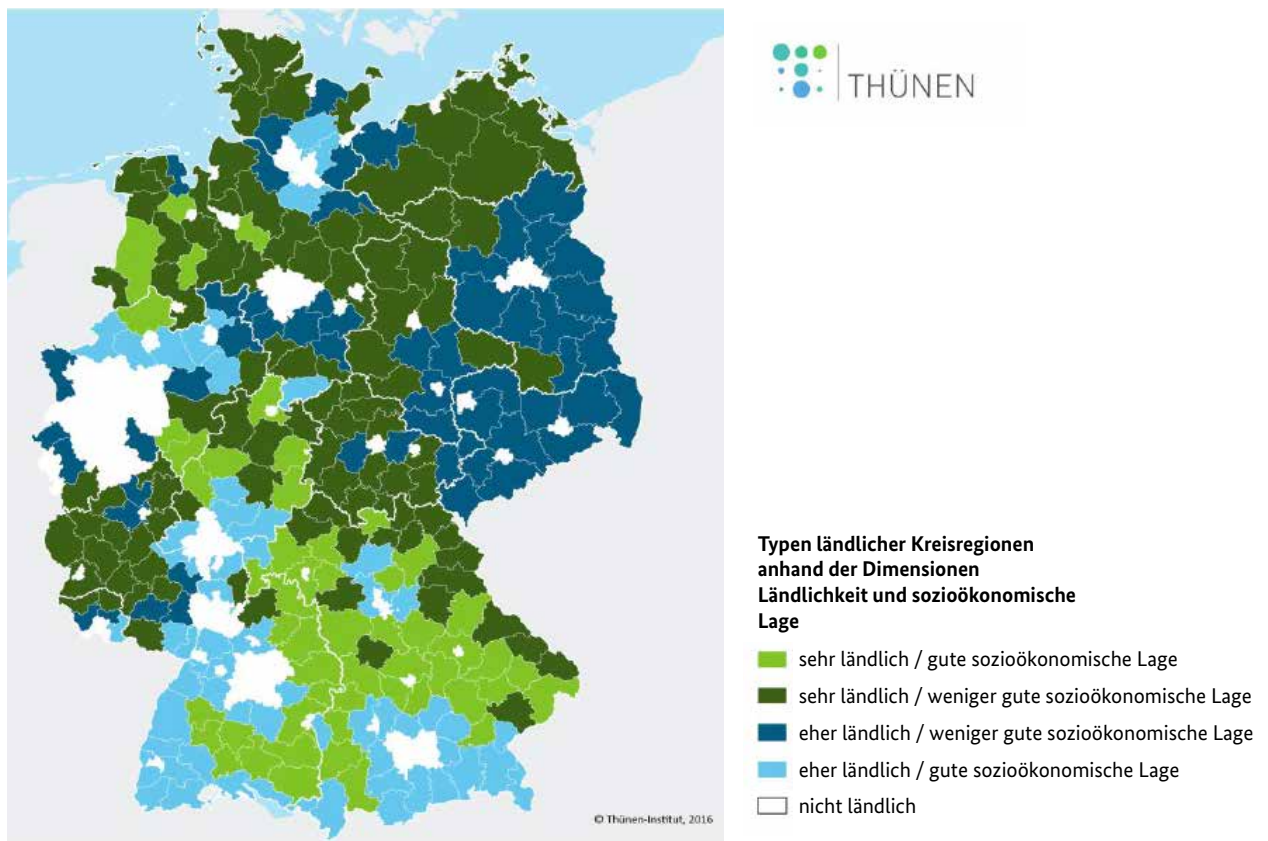 THÜNEN
Typen ländlicher Kreisregionen
anhand der Dimensionen
Ländlichkeit und sozioökonomische
Lage
sehr ländlich / gute sozioökonomische Lage
sehr ländlich / weniger gute sozioökonomische Lage
eher ländlich / weniger gute sozioökonomische Lage
eher ländlich / gute sozioökonomische Lage
nicht ländlich
© Thünen-Institut, 2016